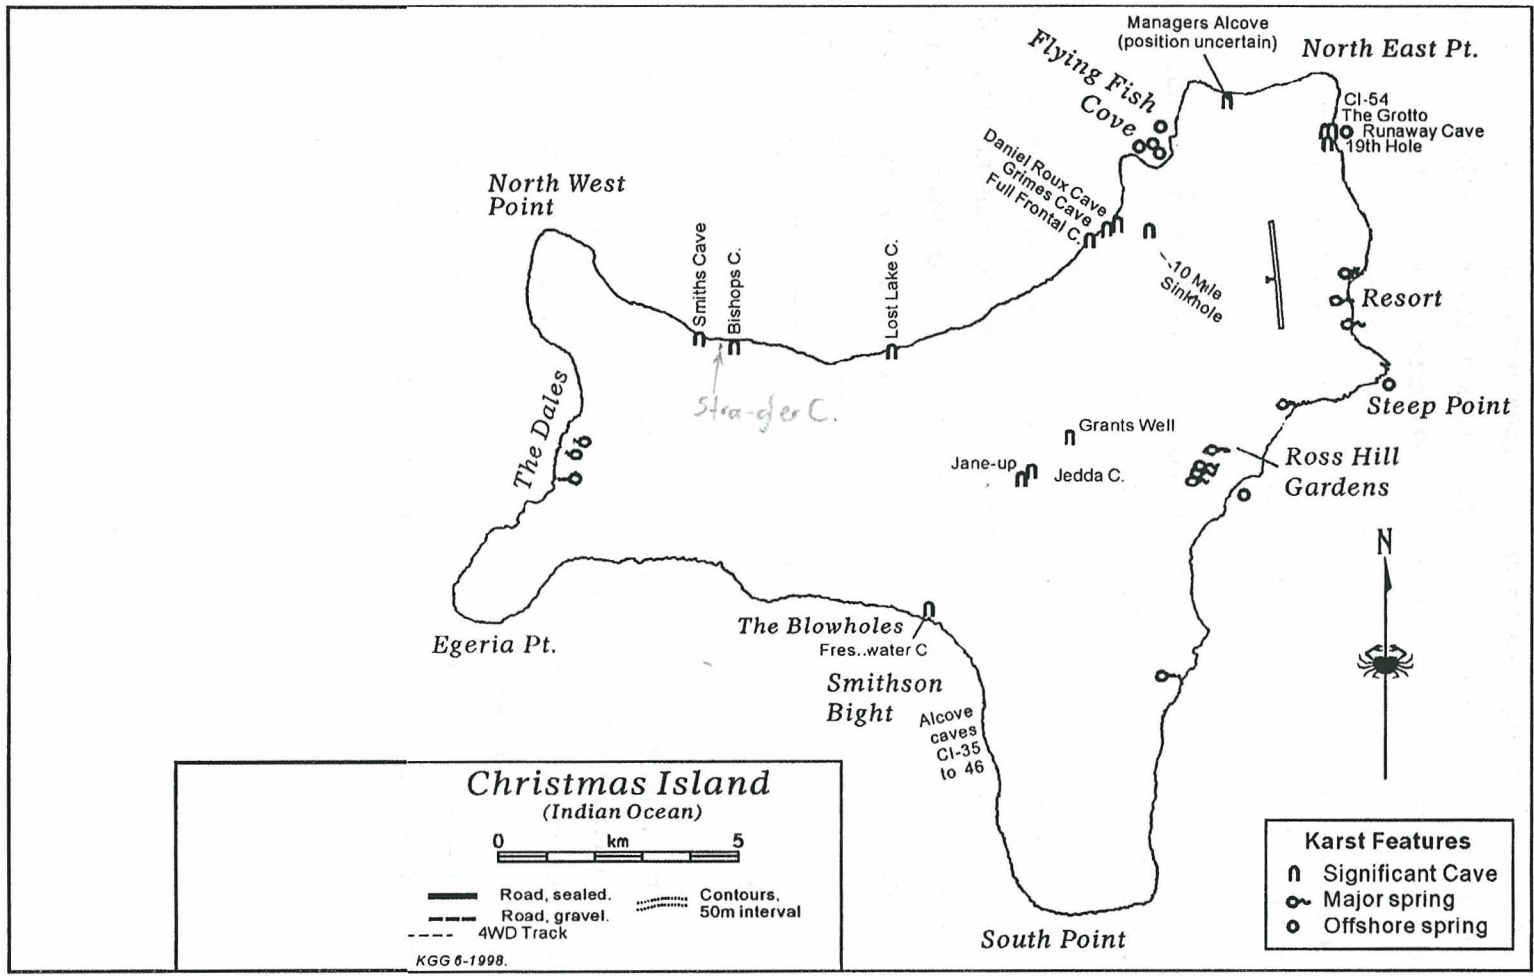 Managers Alcove
(position uncertain)
North East Pt.
Flying Fish
Cove
CI-54
The Grotto
Runaway Cave
19th Hole
Daniel Roux Cave
Grimes Cave
Full Frontal C.
North West
Point
Smiths Cave
Bishops C.
Lost Lake C.
10 Mile
Sinkhole
Resort
Steep Point
The Dales
Grants Well
Jane-up
Jedda C.
Ross Hill
Gardens
N
Egeria Pt.
The Blowholes
Fres..water C
Smithson
Bight
Alcove
caves
CI-35
to 46
Christmas Island
(Indian Ocean)
0 km 5
Road, sealed.
Road, gravel.
4WD Track
Contours,
50m interval
KGG 6-1998.
South Point
Karst Features
Significant Cave
Major spring
Offshore spring